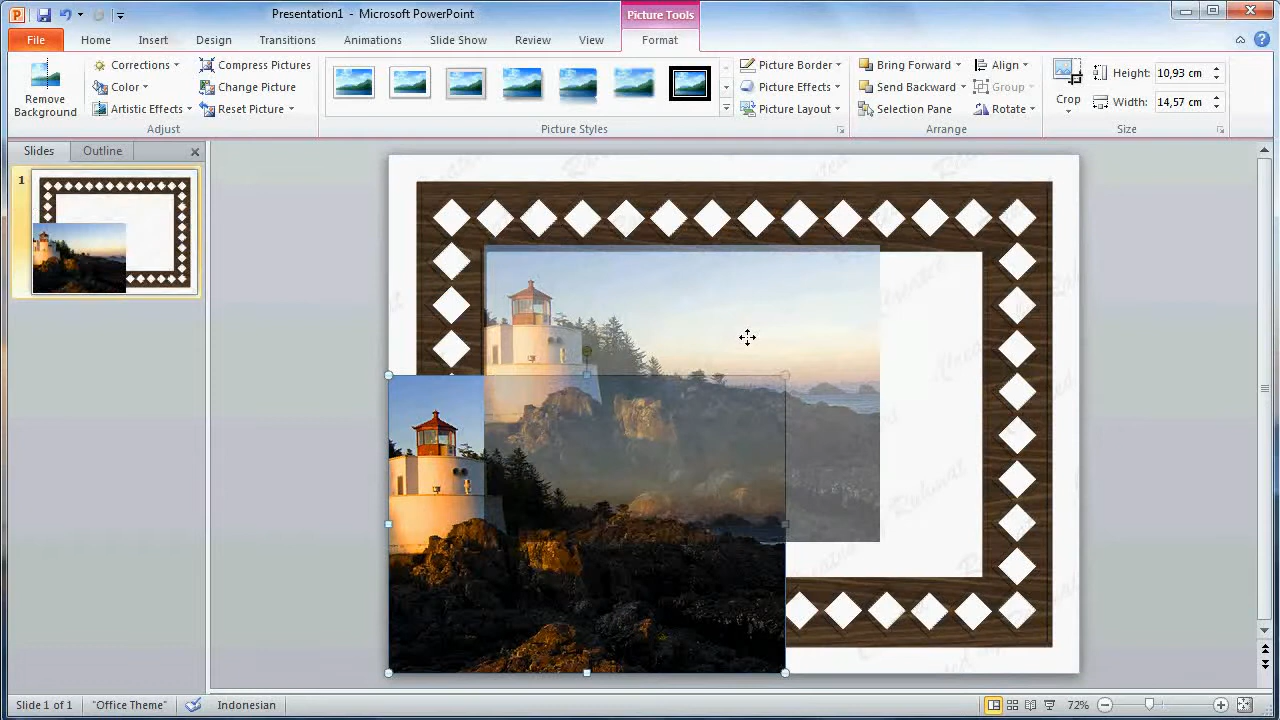 Presentation1 - Microsoft PowerPoint
Picture Tools
File
Home
Insert
Design
Transitions
Animations
Slide Show
Review
View
Format
Remove Background
Corrections
Color
Artistic Effects
Compress Pictures
Change Picture
Reset Picture
Adjust
Picture Styles
Picture Border
Picture Effects
Picture Layout
Bring Forward
Send Backward
Selection Pane
Align
Group
Rotate
Arrange
Crop
Height: 10,93 cm
Width: 14,57 cm
Size
Slides
Outline
1
Slide 1 of 1
"Office Theme"
Indonesian
72%